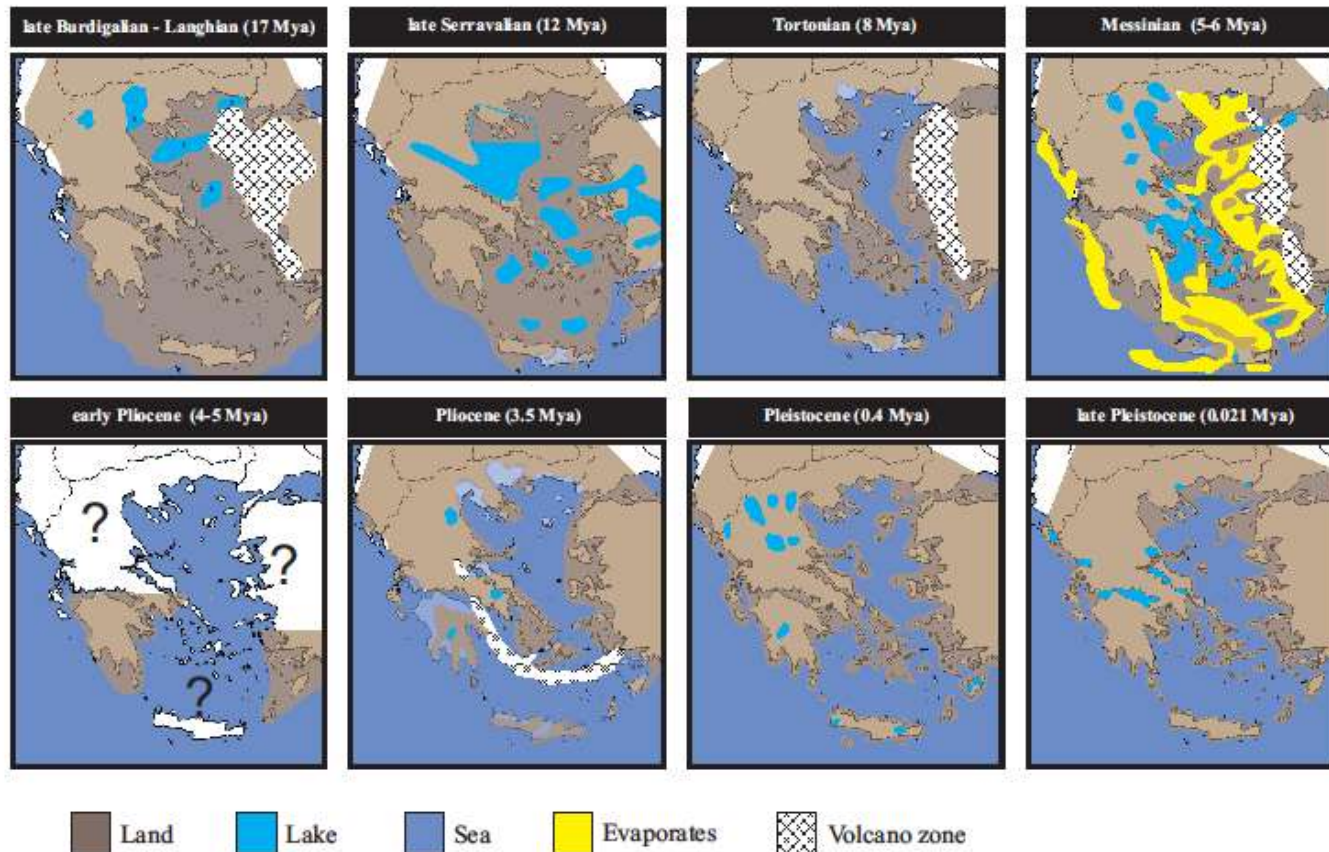 late Burdigalian - Langhian (17 Mya)
late Serravalian (12 Mya)
Tortonian (8 Mya)
Messinian (5-6 Mya)
early Pliocene (4-5 Mya)
Pliocene (3.5 Mya)
Pleistocene (0.4 Mya)
late Pleistocene (0.021 Mya)
?
?
?
Land
Lake
Sea
Evaporates
Volcano zone